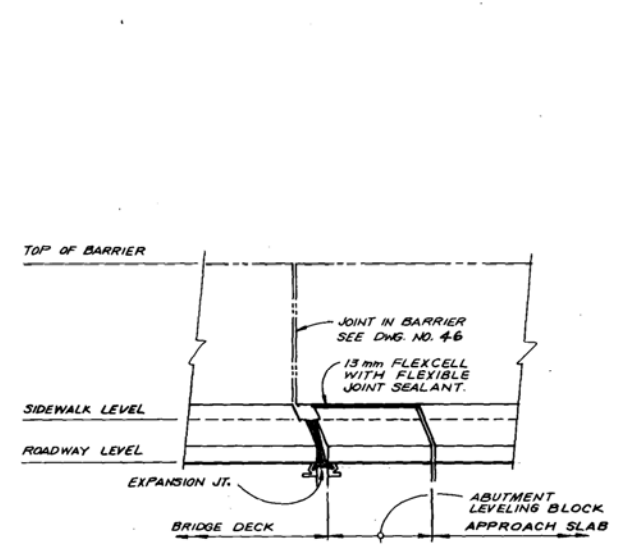 TOP OF BARRIER
JOINT IN BARRIER
SEE DWG. NO. 46
13 mm FLEXCELL
WITH FLEXIBLE
JOINT SEALANT.
SIDEWALK LEVEL
ROADWAY LEVEL
EXPANSION JT.
ABUTMENT
LEVELING BLOCK
BRIDGE DECK
APPROACH SLAB